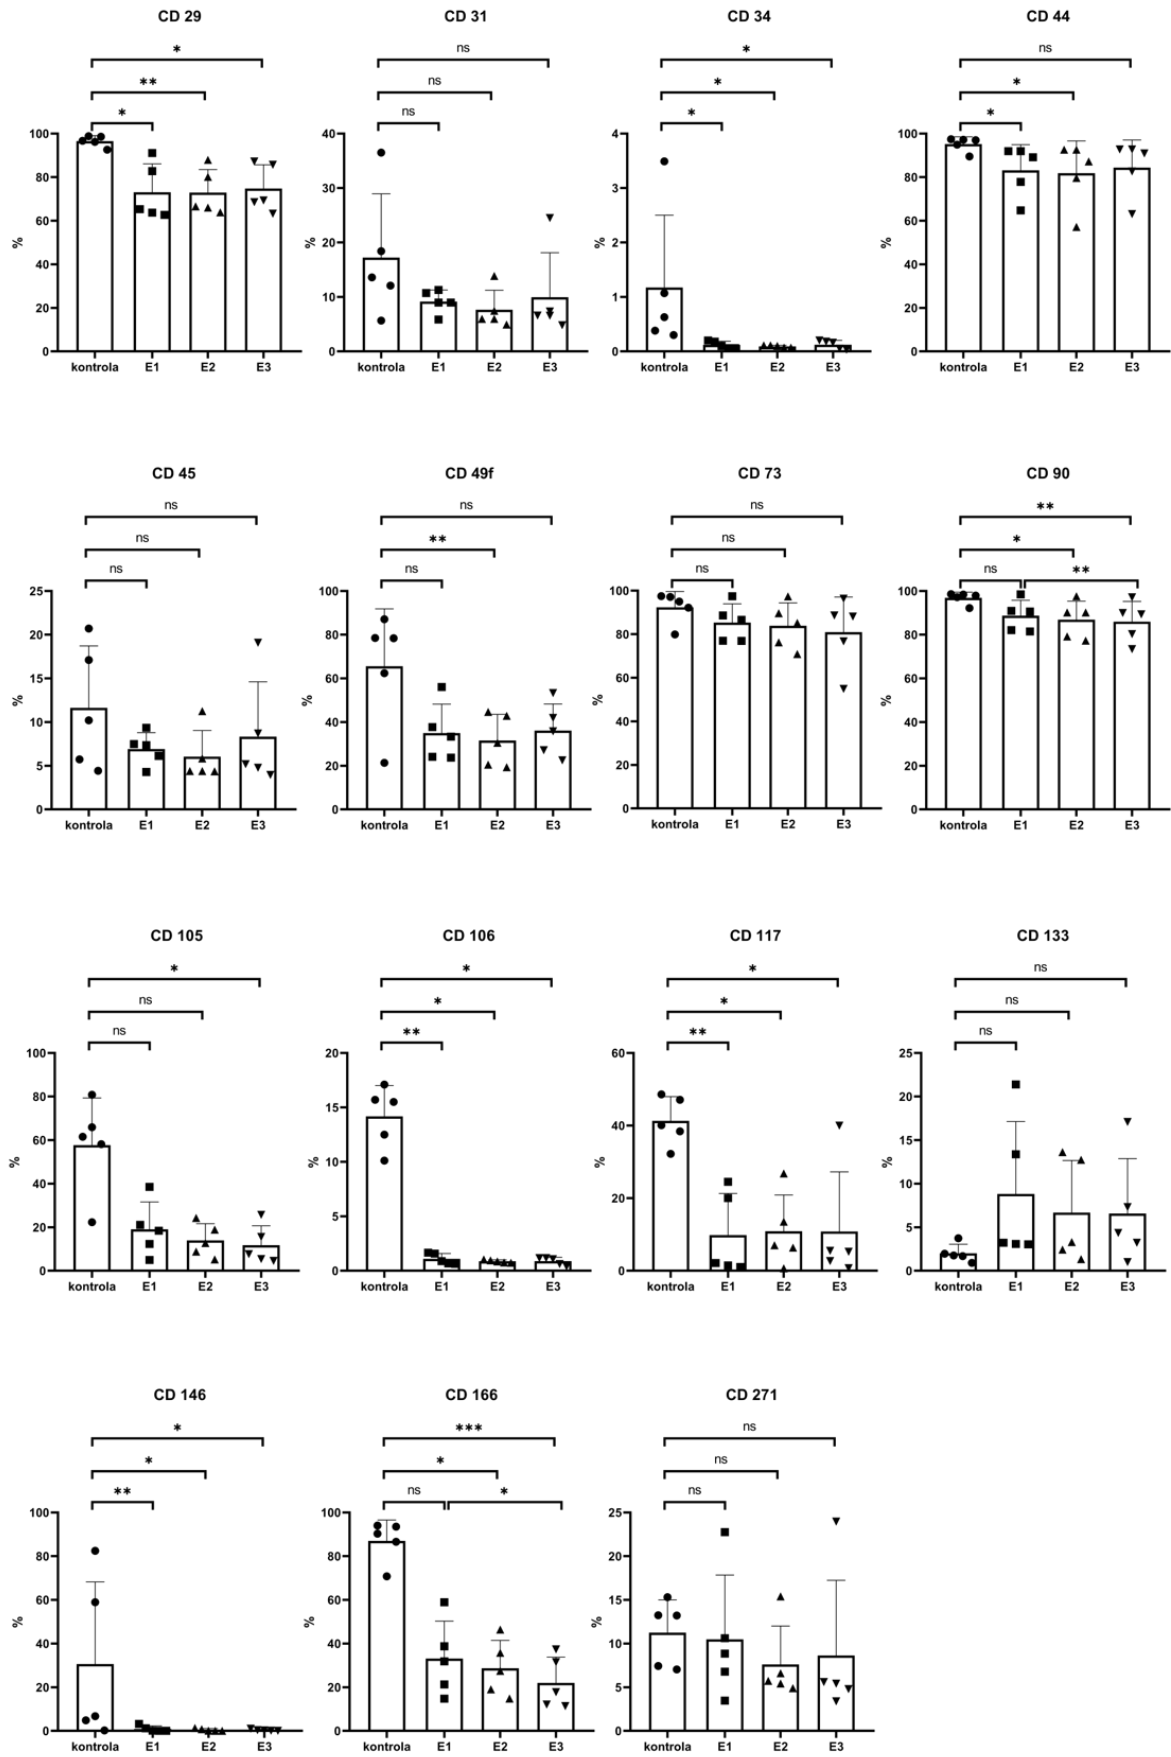 CD 29
CD 31
CD 34
CD 44
*
ns
*
ns
**
ns
*
*
*
ns
*
*
100
80
60
40
20
0
%
kontrola E1 E2 E3
40
30
20
10
0
%
kontrola E1 E2 E3
4
3
2
1
0
%
kontrola E1 E2 E3
100
80
60
40
20
0
%
kontrola E1 E2 E3
CD 45
CD 49f
CD 73
CD 90
ns
ns
ns
**
ns
**
ns
*
ns
ns
ns
ns
**
25
20
15
10
5
0
%
kontrola E1 E2 E3
100
80
60
40
20
0
%
kontrola E1 E2 E3
100
80
60
40
20
0
%
kontrola E1 E2 E3
100
80
60
40
20
0
%
kontrola E1 E2 E3
CD 105
CD 106
CD 117
CD 133
*
*
*
ns
ns
*
*
ns
ns
**
**
ns
100
80
60
40
20
0
%
kontrola E1 E2 E3
20
15
10
5
0
%
kontrola E1 E2 E3
60
40
20
0
%
kontrola E1 E2 E3
25
20
15
10
5
0
%
kontrola E1 E2 E3
CD 146
CD 166
CD 271
*
***
ns
*
*
ns
**
ns
*
ns
100
80
60
40
20
0
%
kontrola E1 E2 E3
100
80
60
40
20
0
%
kontrola E1 E2 E3
25
20
15
10
5
0
%
kontrola E1 E2 E3